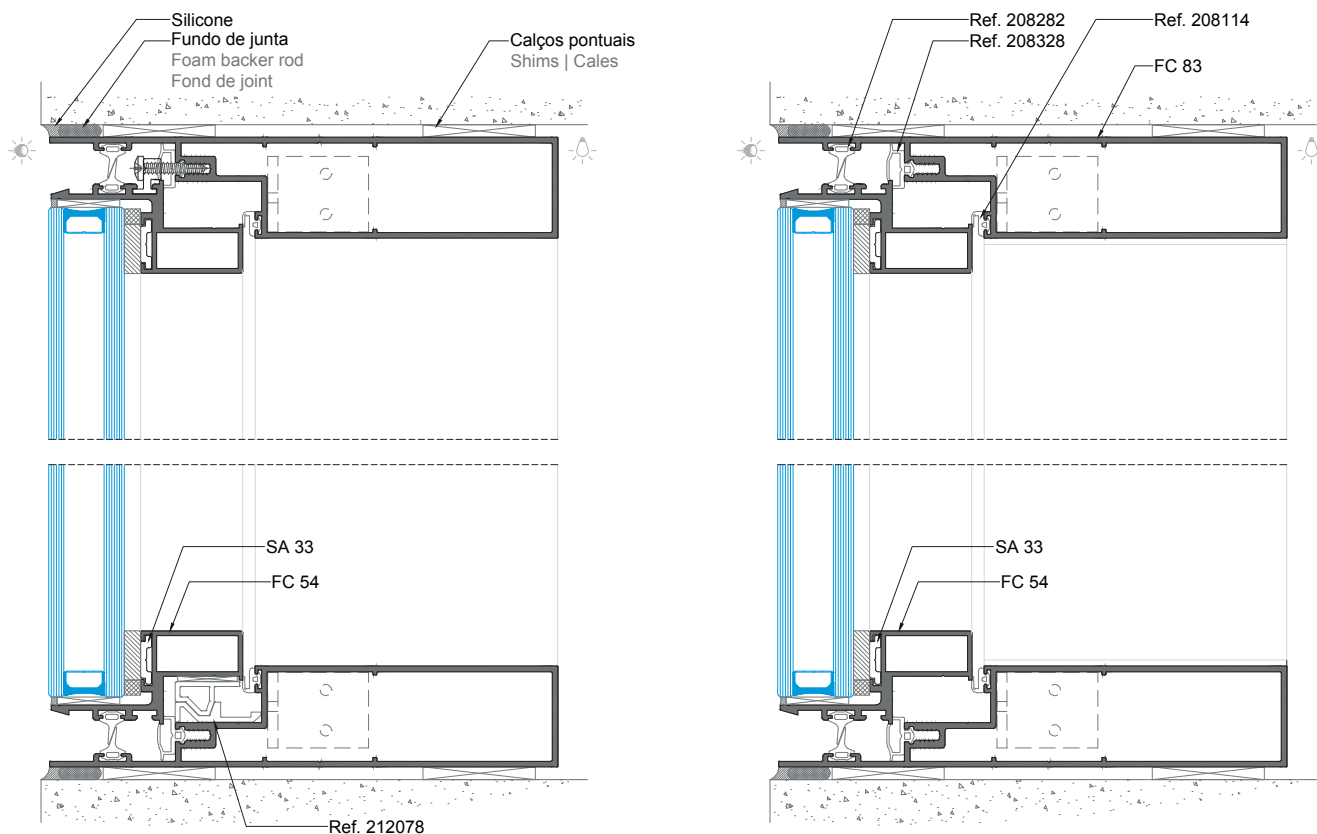 Silicone
Fundo de junta
Foam backer rod
Fond de joint
Calços pontuais
Shims | Cales
Ref. 208282
Ref. 208328
Ref. 208114
FC 83
SA 33
FC 54
SA 33
FC 54
Ref. 212078